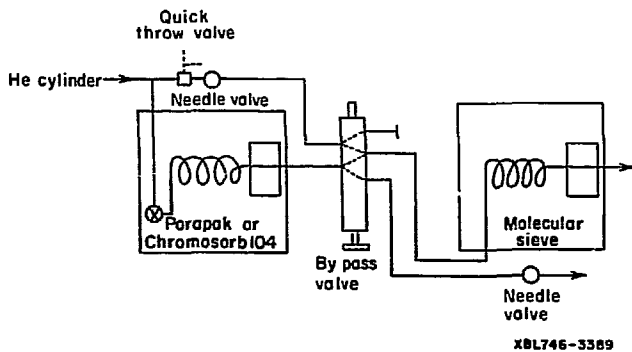 Quick
throw valve
He cylinder
Needle valve
Parapak or
Chromosorb 104
By pass
valve
Molecular
sieve
Needle
valve
XBL746-3389